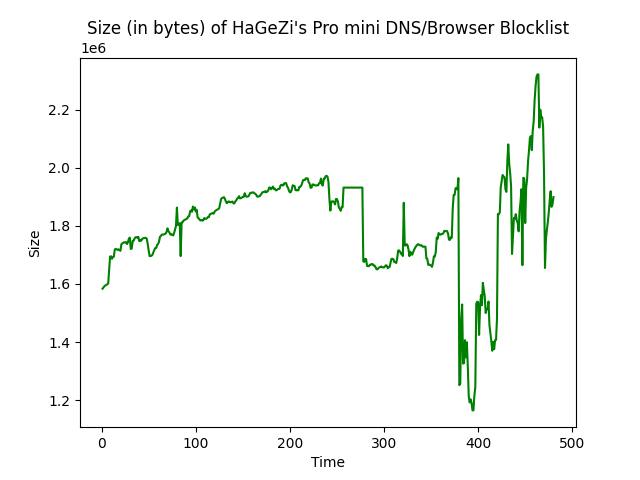 Size (in bytes) of HaGeZi's Pro mini DNS/Browser Blocklist
1e6
2.2
2.0
1.8
1.6
1.4
1.2
Size
0 100 200 300 400 500
Time